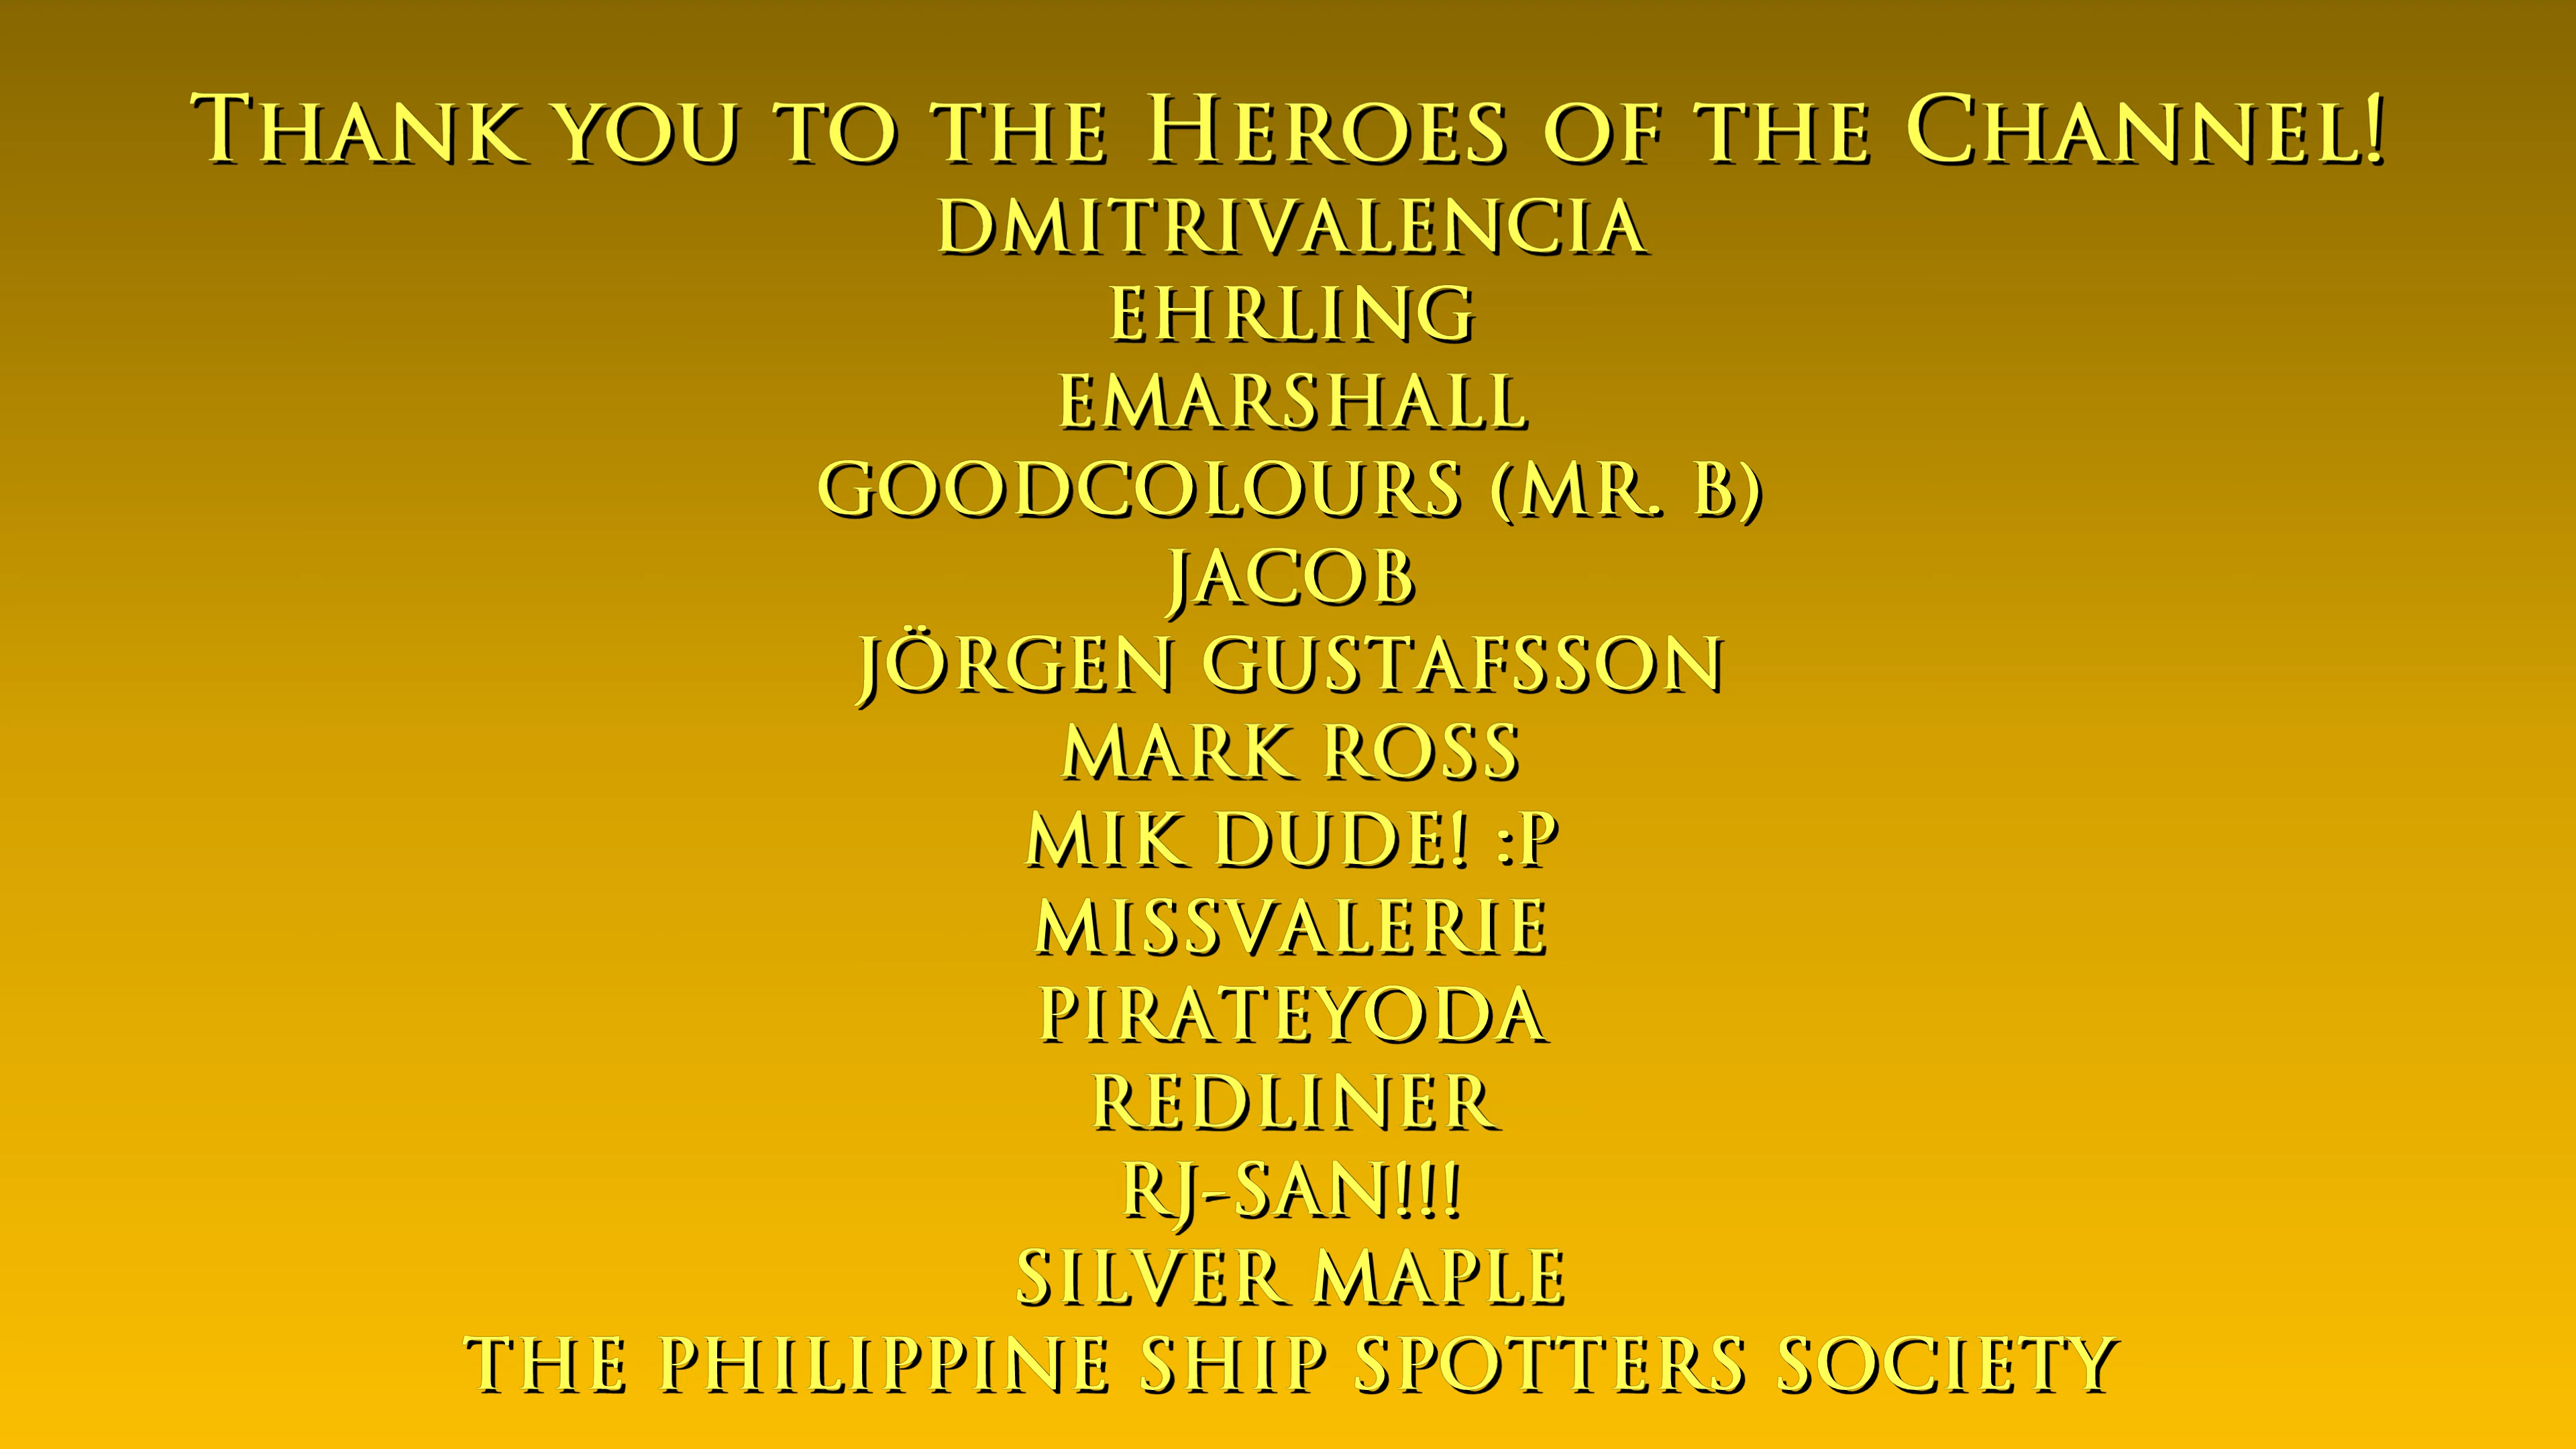 Thank you to the Heroes of the Channel!
DMITRIVALENCIA
EHRLING
EMARSHALL
GOODCOLOURS (MR. B)
JACOB
JÖRGEN GUSTAFSSON
MARK ROSS
MIK DUDE! :P
MISSVALERIE
PIRATEYODA
REDLINER
RJ-SAN!!!
SILVER MAPLE
THE PHILIPPINE SHIP SPOTTERS SOCIETY